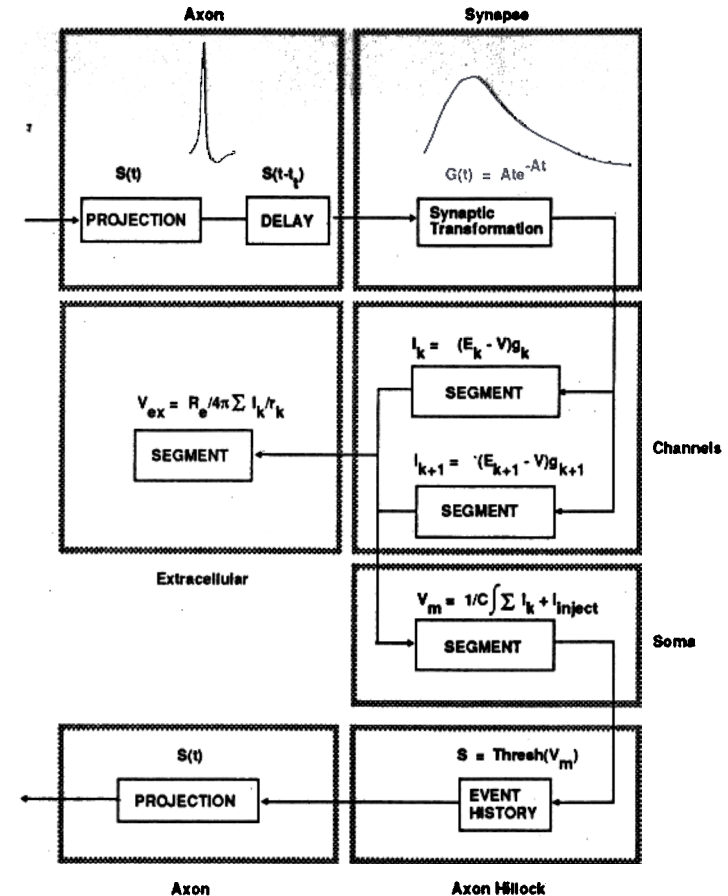 Axon
Synapse
S(t)
S(t-t_t)
G(t) = Ate^-At
PROJECTION
DELAY
Synaptic
Transformation
I_k = (E_k - V)g_k
SEGMENT
V_ex = R_e/4π∑ I_k/r_k
SEGMENT
Channels
I_k+1 = (E_k+1 - V)g_k+1
SEGMENT
Extracellular
V_m = 1/C∫∑ I_k + I_inject
SEGMENT
Soma
S(t)
PROJECTION
S = Thresh(V_m)
EVENT
HISTORY
Axon
Axon Hillock